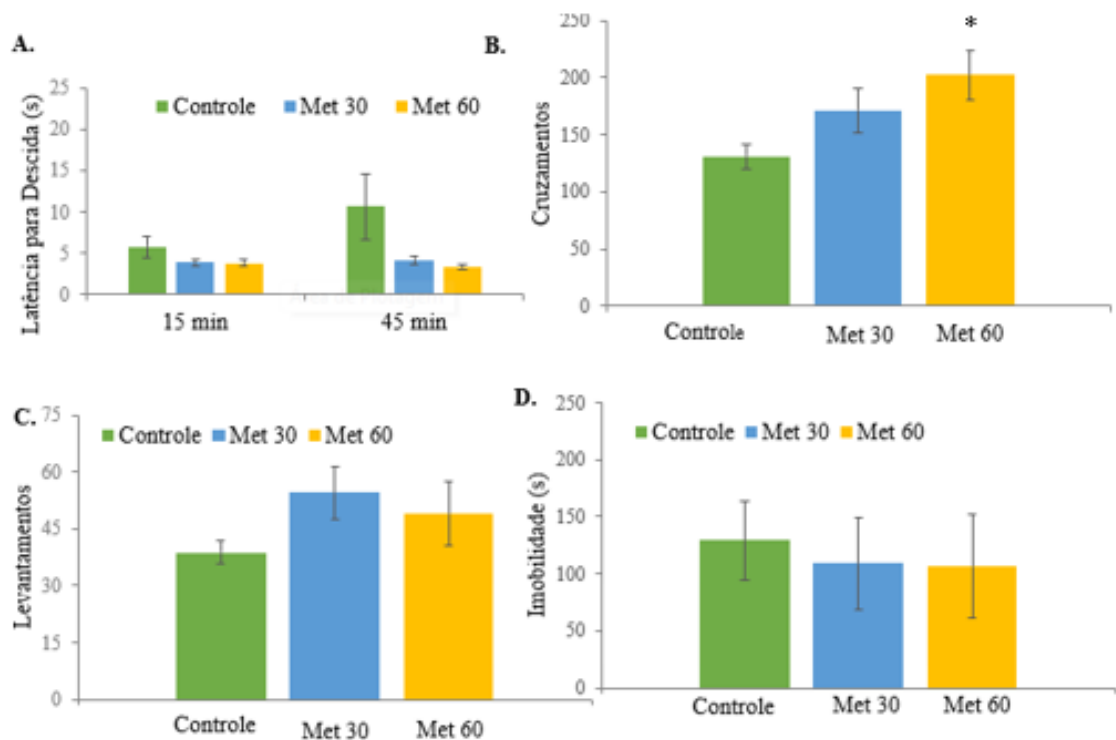 A.
Latência para Descida (s)
25
20
15
10
5
0
Controle Met 30 Met 60
15 min 45 min
B.
*
Cruzamentos
250
200
150
100
50
0
Controle Met 30 Met 60
C.
Levantamentos
75
60
45
30
15
0
Controle Met 30 Met 60
Controle Met 30 Met 60
D.
Imobilidade (s)
250
200
150
100
50
0
Controle Met 30 Met 60
Controle Met 30 Met 60